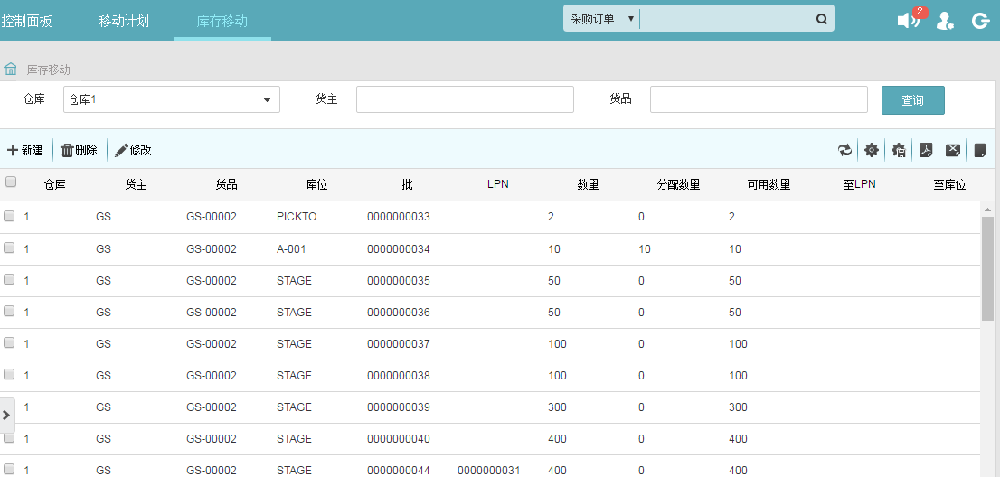 控制面板 移动计划 库存移动 采购订单 2
库存移动
仓库 仓库1 货主 货品 查询
新建 删除 修改
仓库 货主 货品 库位 批 LPN 数量 分配数量 可用数量 至LPN 至库位
1 GS GS-00002 PICKTO 0000000033 2 0 2
1 GS GS-00002 A-001 0000000034 10 10 10
1 GS GS-00002 STAGE 0000000035 50 0 50
1 GS GS-00002 STAGE 0000000036 50 0 50
1 GS GS-00002 STAGE 0000000037 100 0 100
1 GS GS-00002 STAGE 0000000038 100 0 100
1 GS GS-00002 STAGE 0000000039 300 0 300
1 GS GS-00002 STAGE 0000000040 400 0 400
1 GS GS-00002 STAGE 0000000044 0000000031 400 0 400